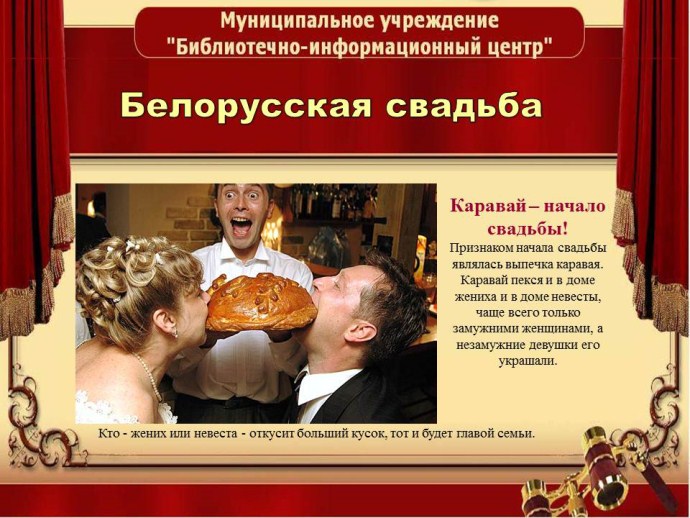 Муниципальное учреждение
"Библиотечно-информационный центр"
Белорусская свадьба
Каравай – начало
свадьбы!
Признаком начала свадьбы
являлась выпечка каравая.
Каравай пекся и в доме
жениха и в доме невесты,
чаще всего только
замужними женщинами, а
незамужние девушки его
украшали.
Кто - жених или невеста - откусит больший кусок, тот и будет главой семьи.